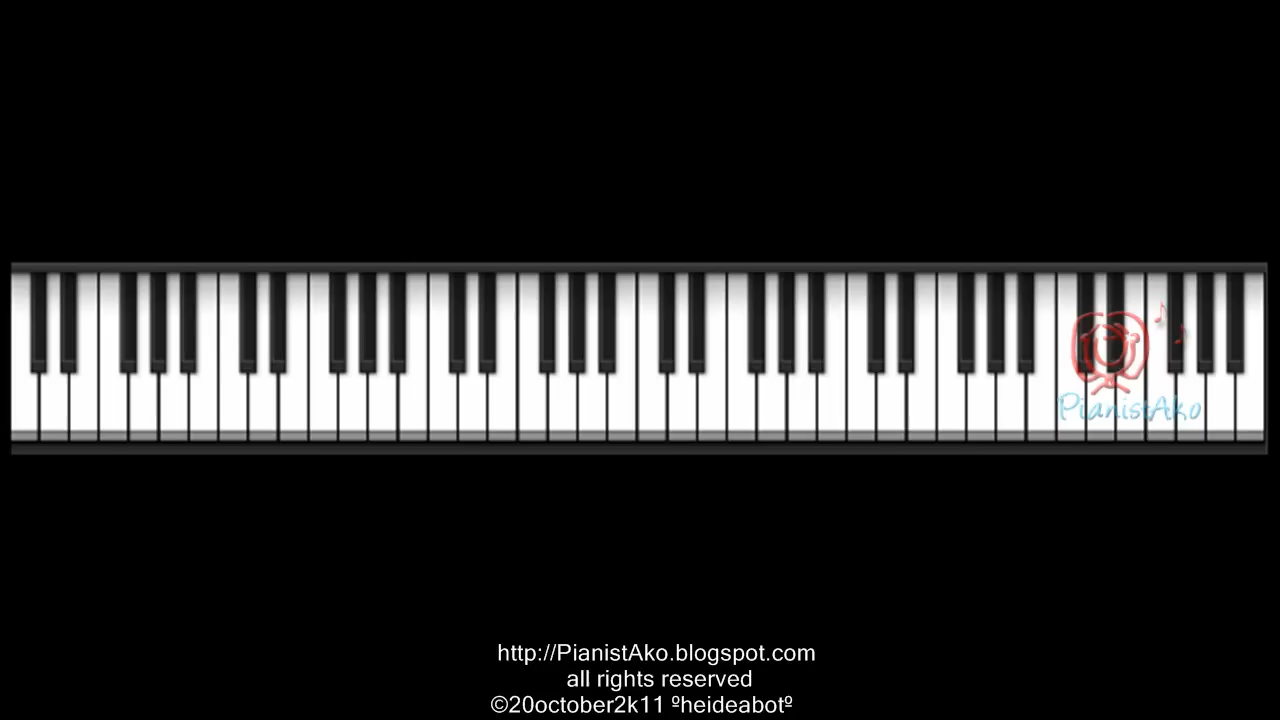 PianistAko
http://PianistAko.blogspot.com
all rights reserved
©20october2k11 ºheideabotº